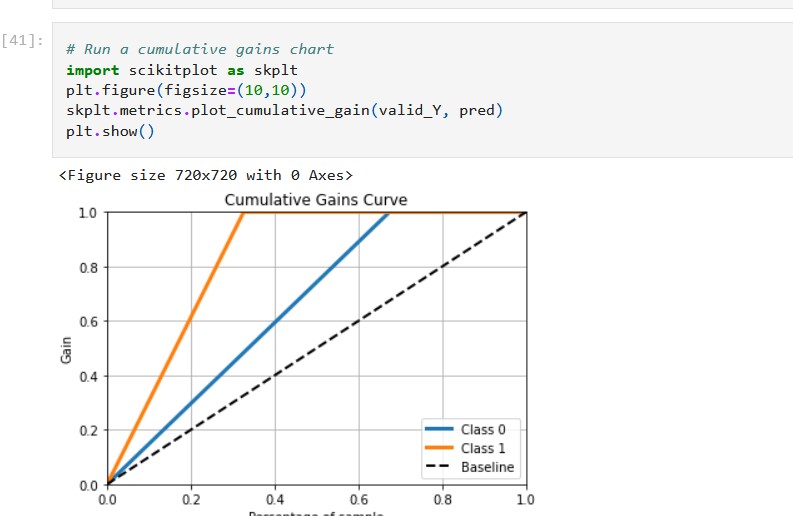 [41]:
# Run a cumulative gains chart
import scikitplot as skplt
plt.figure(figsize=(10,10))
skplt.metrics.plot_cumulative_gain(valid_Y, pred)
plt.show()
<Figure size 720x720 with 0 Axes>
Cumulative Gains Curve
1.0
0.8
0.6
0.4
0.2
0.0
Gain
Class 0
Class 1
Baseline
0.0 0.2 0.4 0.6 0.8 1.0
Percentage of sample